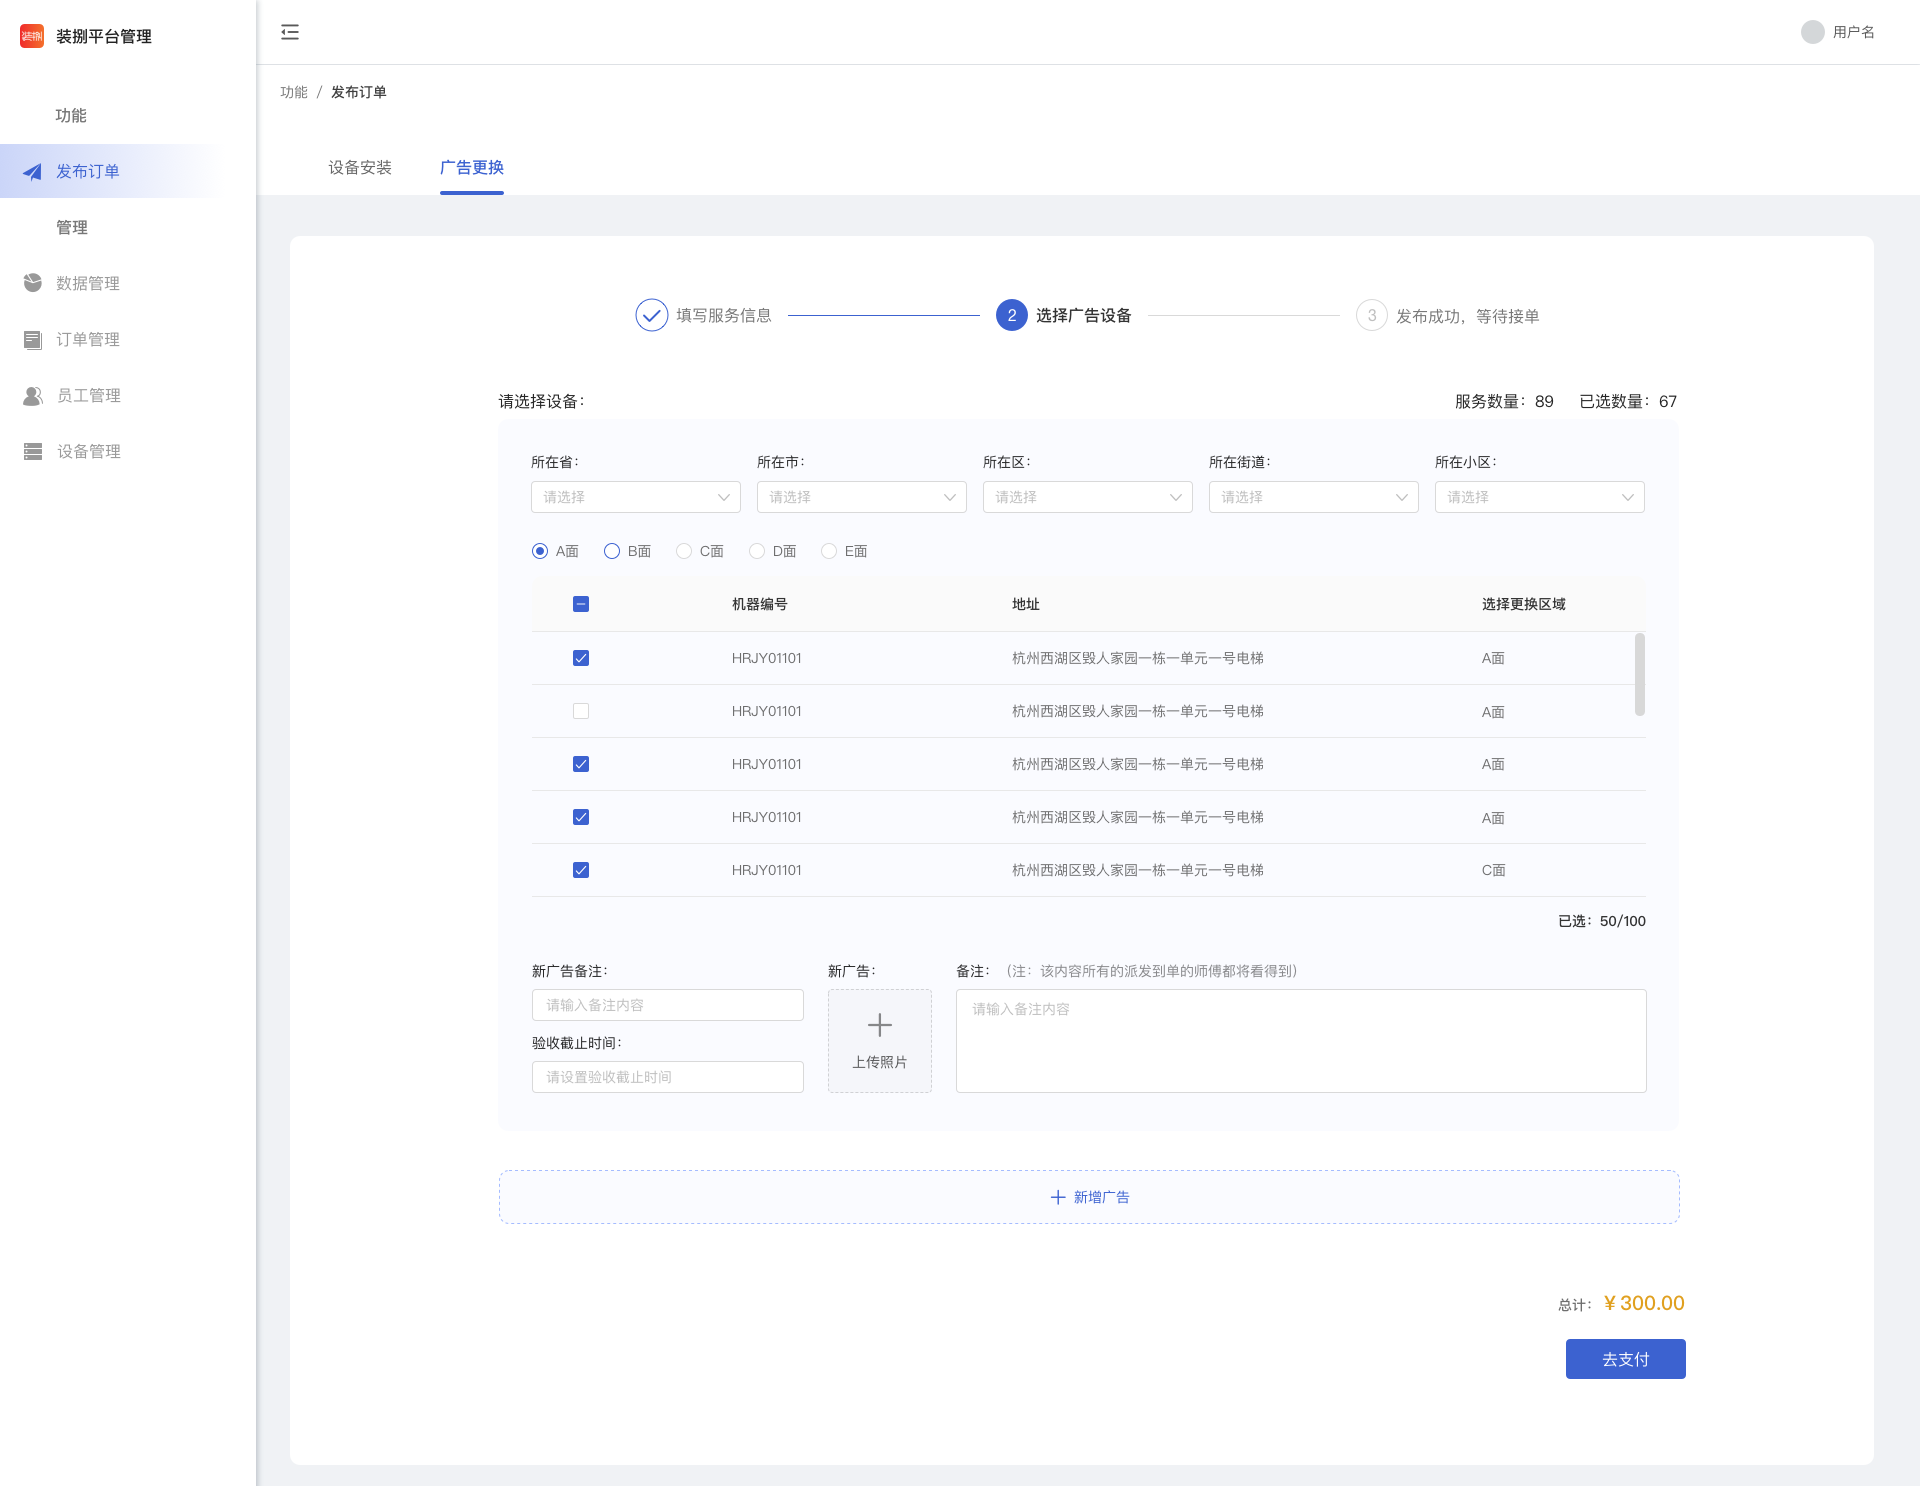 装捌
装捌平台管理
用户名
功能
发布订单
管理
数据管理
订单管理
员工管理
设备管理
功能 / 发布订单
设备安装 广告更换
填写服务信息 2 选择广告设备 3 发布成功，等待接单
请选择设备： 服务数量：89 已选数量：67
所在省： 所在市： 所在区： 所在街道： 所在小区：
请选择 请选择 请选择 请选择 请选择
A面 B面 C面 D面 E面
机器编号 地址 选择更换区域
HRJY01101 杭州西湖区毁人家园一栋一单元一号电梯 A面
HRJY01101 杭州西湖区毁人家园一栋一单元一号电梯 A面
HRJY01101 杭州西湖区毁人家园一栋一单元一号电梯 A面
HRJY01101 杭州西湖区毁人家园一栋一单元一号电梯 A面
HRJY01101 杭州西湖区毁人家园一栋一单元一号电梯 C面
已选：50/100
新广告备注： 新广告： 备注：（注：该内容所有的派发到单的师傅都将看得到）
请输入备注内容 请输入备注内容
验收截止时间：
上传照片
请设置验收截止时间
新增广告
总计：¥ 300.00
去支付